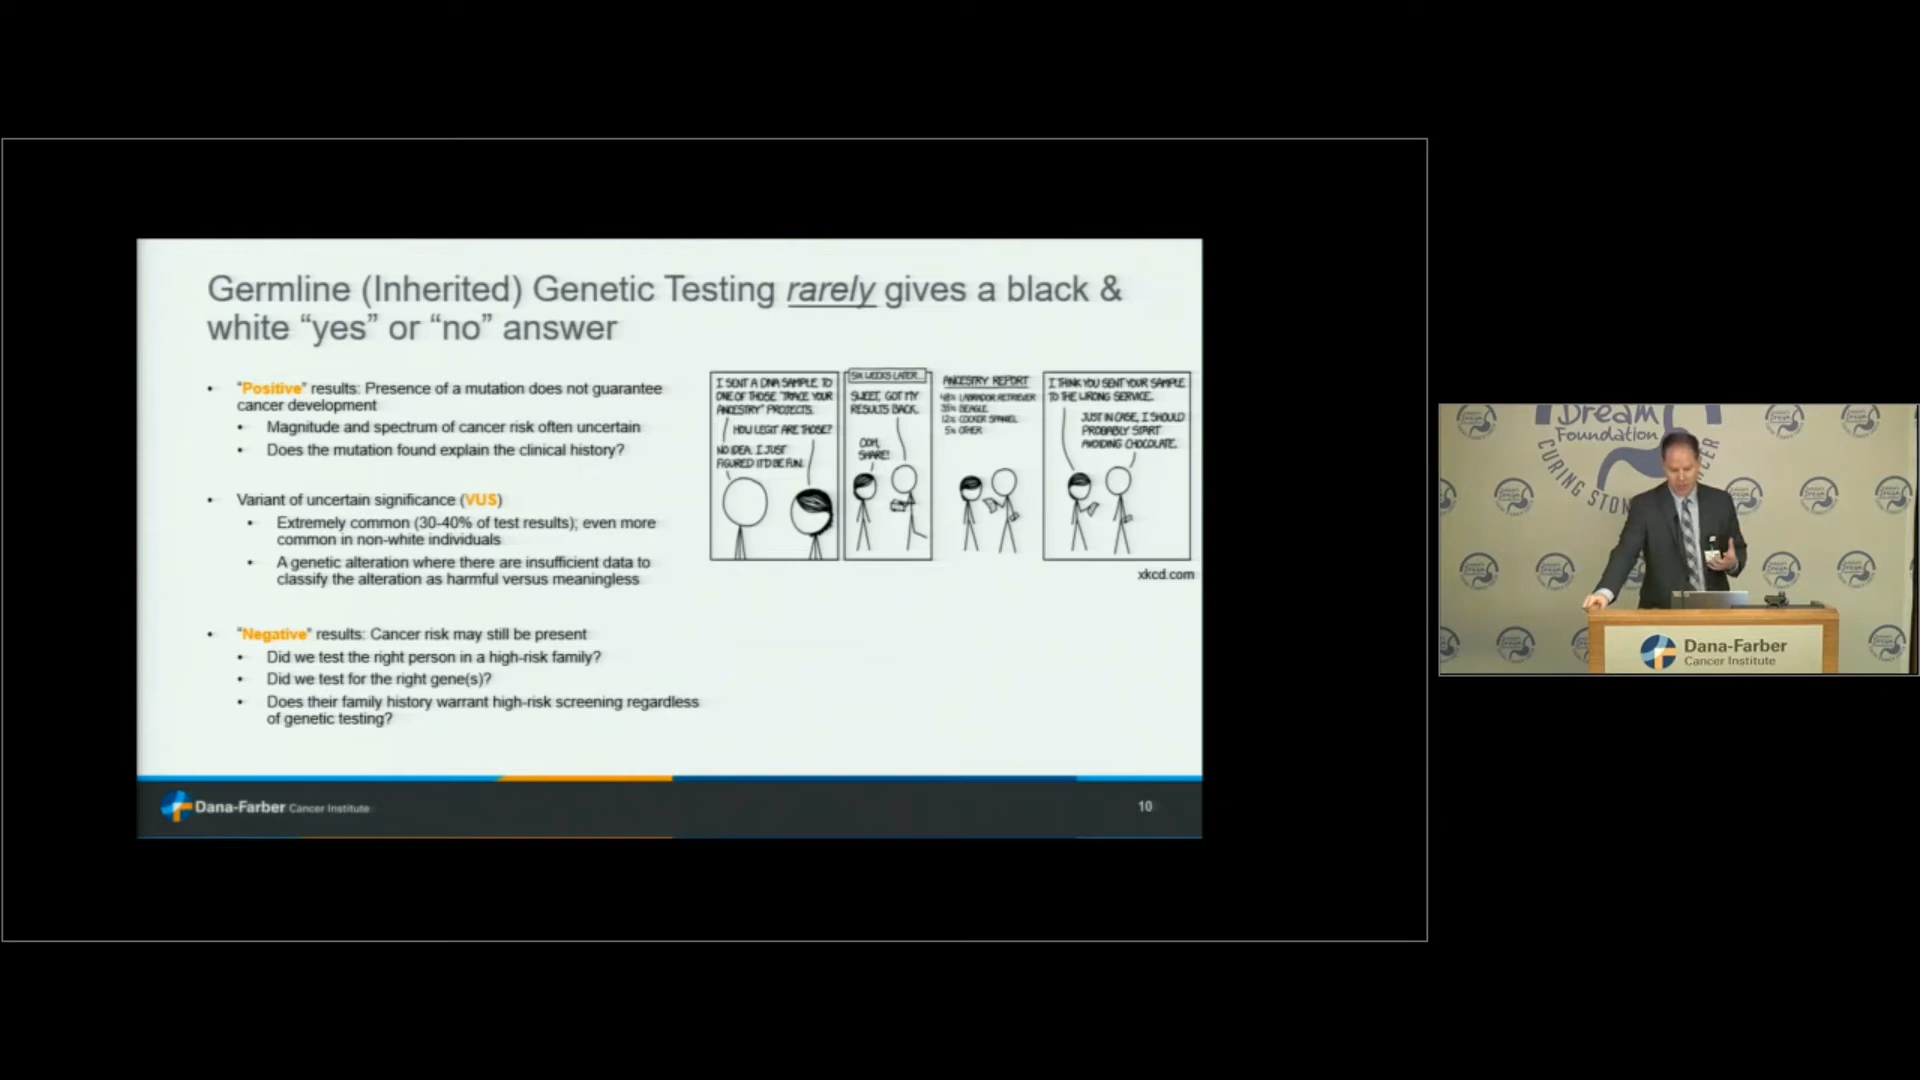 Germline (Inherited) Genetic Testing rarely gives a black &
white “yes” or “no” answer
• “Positive” results: Presence of a mutation does not guarantee
cancer development
• Magnitude and spectrum of cancer risk often uncertain
• Does the mutation found explain the clinical history?
• Variant of uncertain significance (VUS)
• Extremely common (30-40% of test results); even more
common in non-white individuals
• A genetic alteration where there are insufficient data to
classify the alteration as harmful versus meaningless
• “Negative” results: Cancer risk may still be present
• Did we test the right person in a high-risk family?
• Did we test for the right gene(s)?
• Does their family history warrant high-risk screening regardless
of genetic testing?
I SENT A DNA SAMPLE TO
ONE OF THOSE "TRACE YOUR
ANCESTRY" PROJECTS.
HOW LEGIT ARE THOSE?
NO IDEA. I JUST
FIGURED IT'D BE FUN.
SIX WEEKS LATER...
SWEET, GOT MY
RESULTS BACK.
OOH,
SHARE!
ANCESTRY REPORT
48% LABRADOR RETRIEVER
35% BEAGLE
12% COCKER SPANIEL
5% OTHER
I THINK YOU SENT YOUR SAMPLE
TO THE WRONG SERVICE.
JUST IN CASE, I SHOULD
PROBABLY START
AVOIDING CHOCOLATE.
xkcd.com
Dana-Farber Cancer Institute
10
Dream
Foundation
CURING STOM
CER
Dana-Farber
Cancer Institute